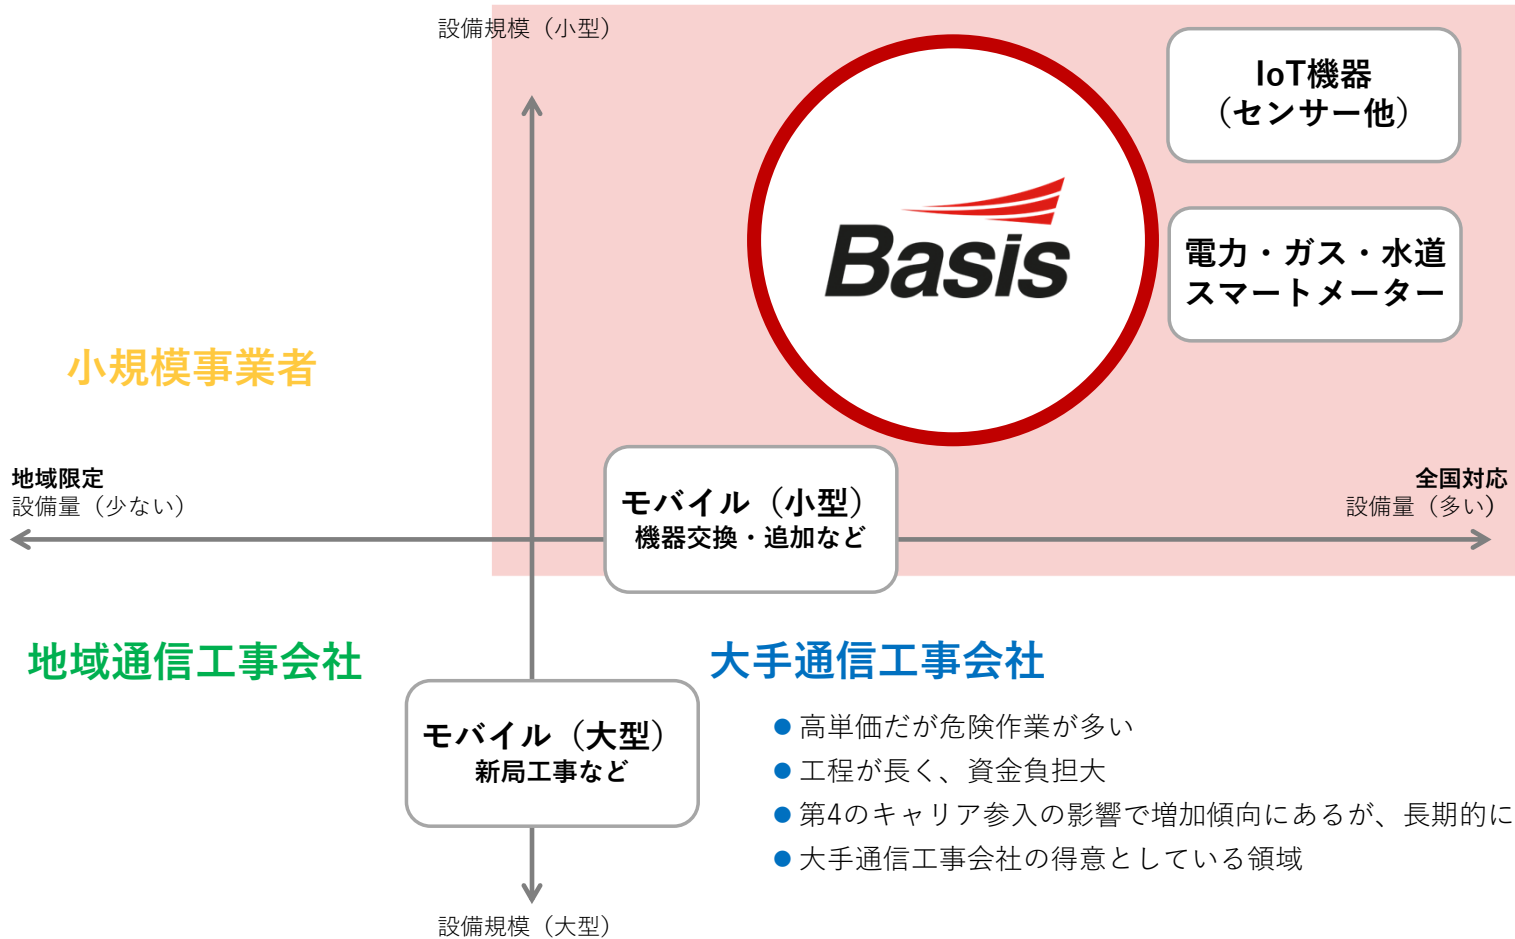 設備規模（小型）
IoT機器
（センサー他）
Basis
電力・ガス・水道
スマートメーター
小規模事業者
地域限定
設備量（少ない）
モバイル（小型）
機器交換・追加など
全国対応
設備量（多い）
地域通信工事会社
大手通信工事会社
モバイル（大型）
新局工事など
● 高単価だが危険作業が多い
● 工程が長く、資金負担大
● 第4のキャリア参入の影響で増加傾向にあるが、長期的に
● 大手通信工事会社の得意としている領域
設備規模（大型）